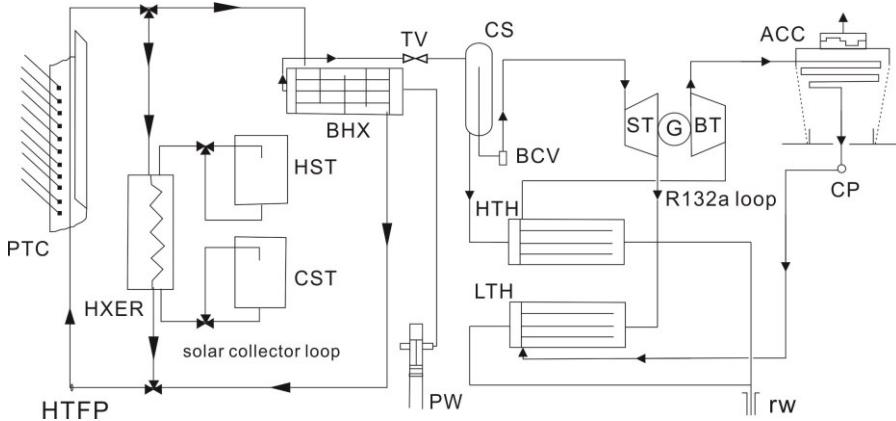 TV
CS
ACC
ST
G
BT
BHX
BCV
HST
CP
HTH
R132a loop
PTC
CST
LTH
HXER
solar collector loop
HTFP
PW
rw